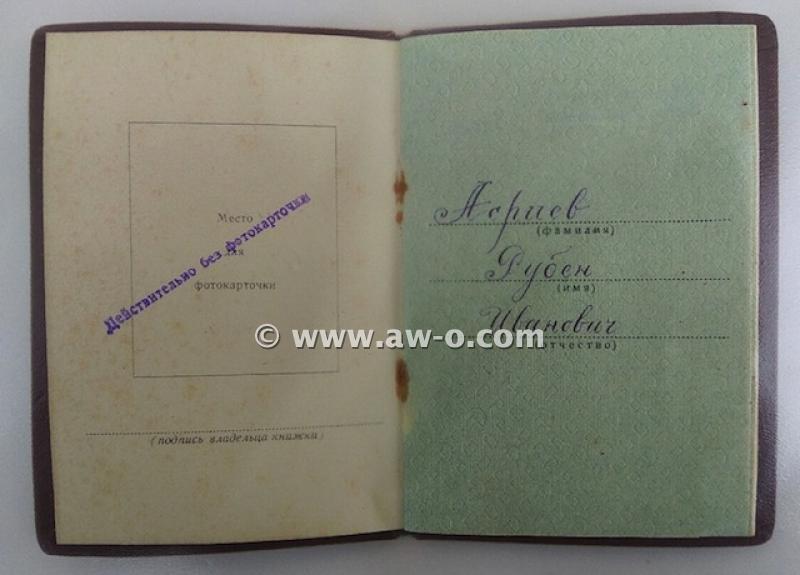 Место
для
фотокарточки
Действительно без фотокарточки
(подпись владельца книжки)
Асриев
(фамилия)
Рубен
(имя)
Иванович
(отчество)
© www.aw-o.com